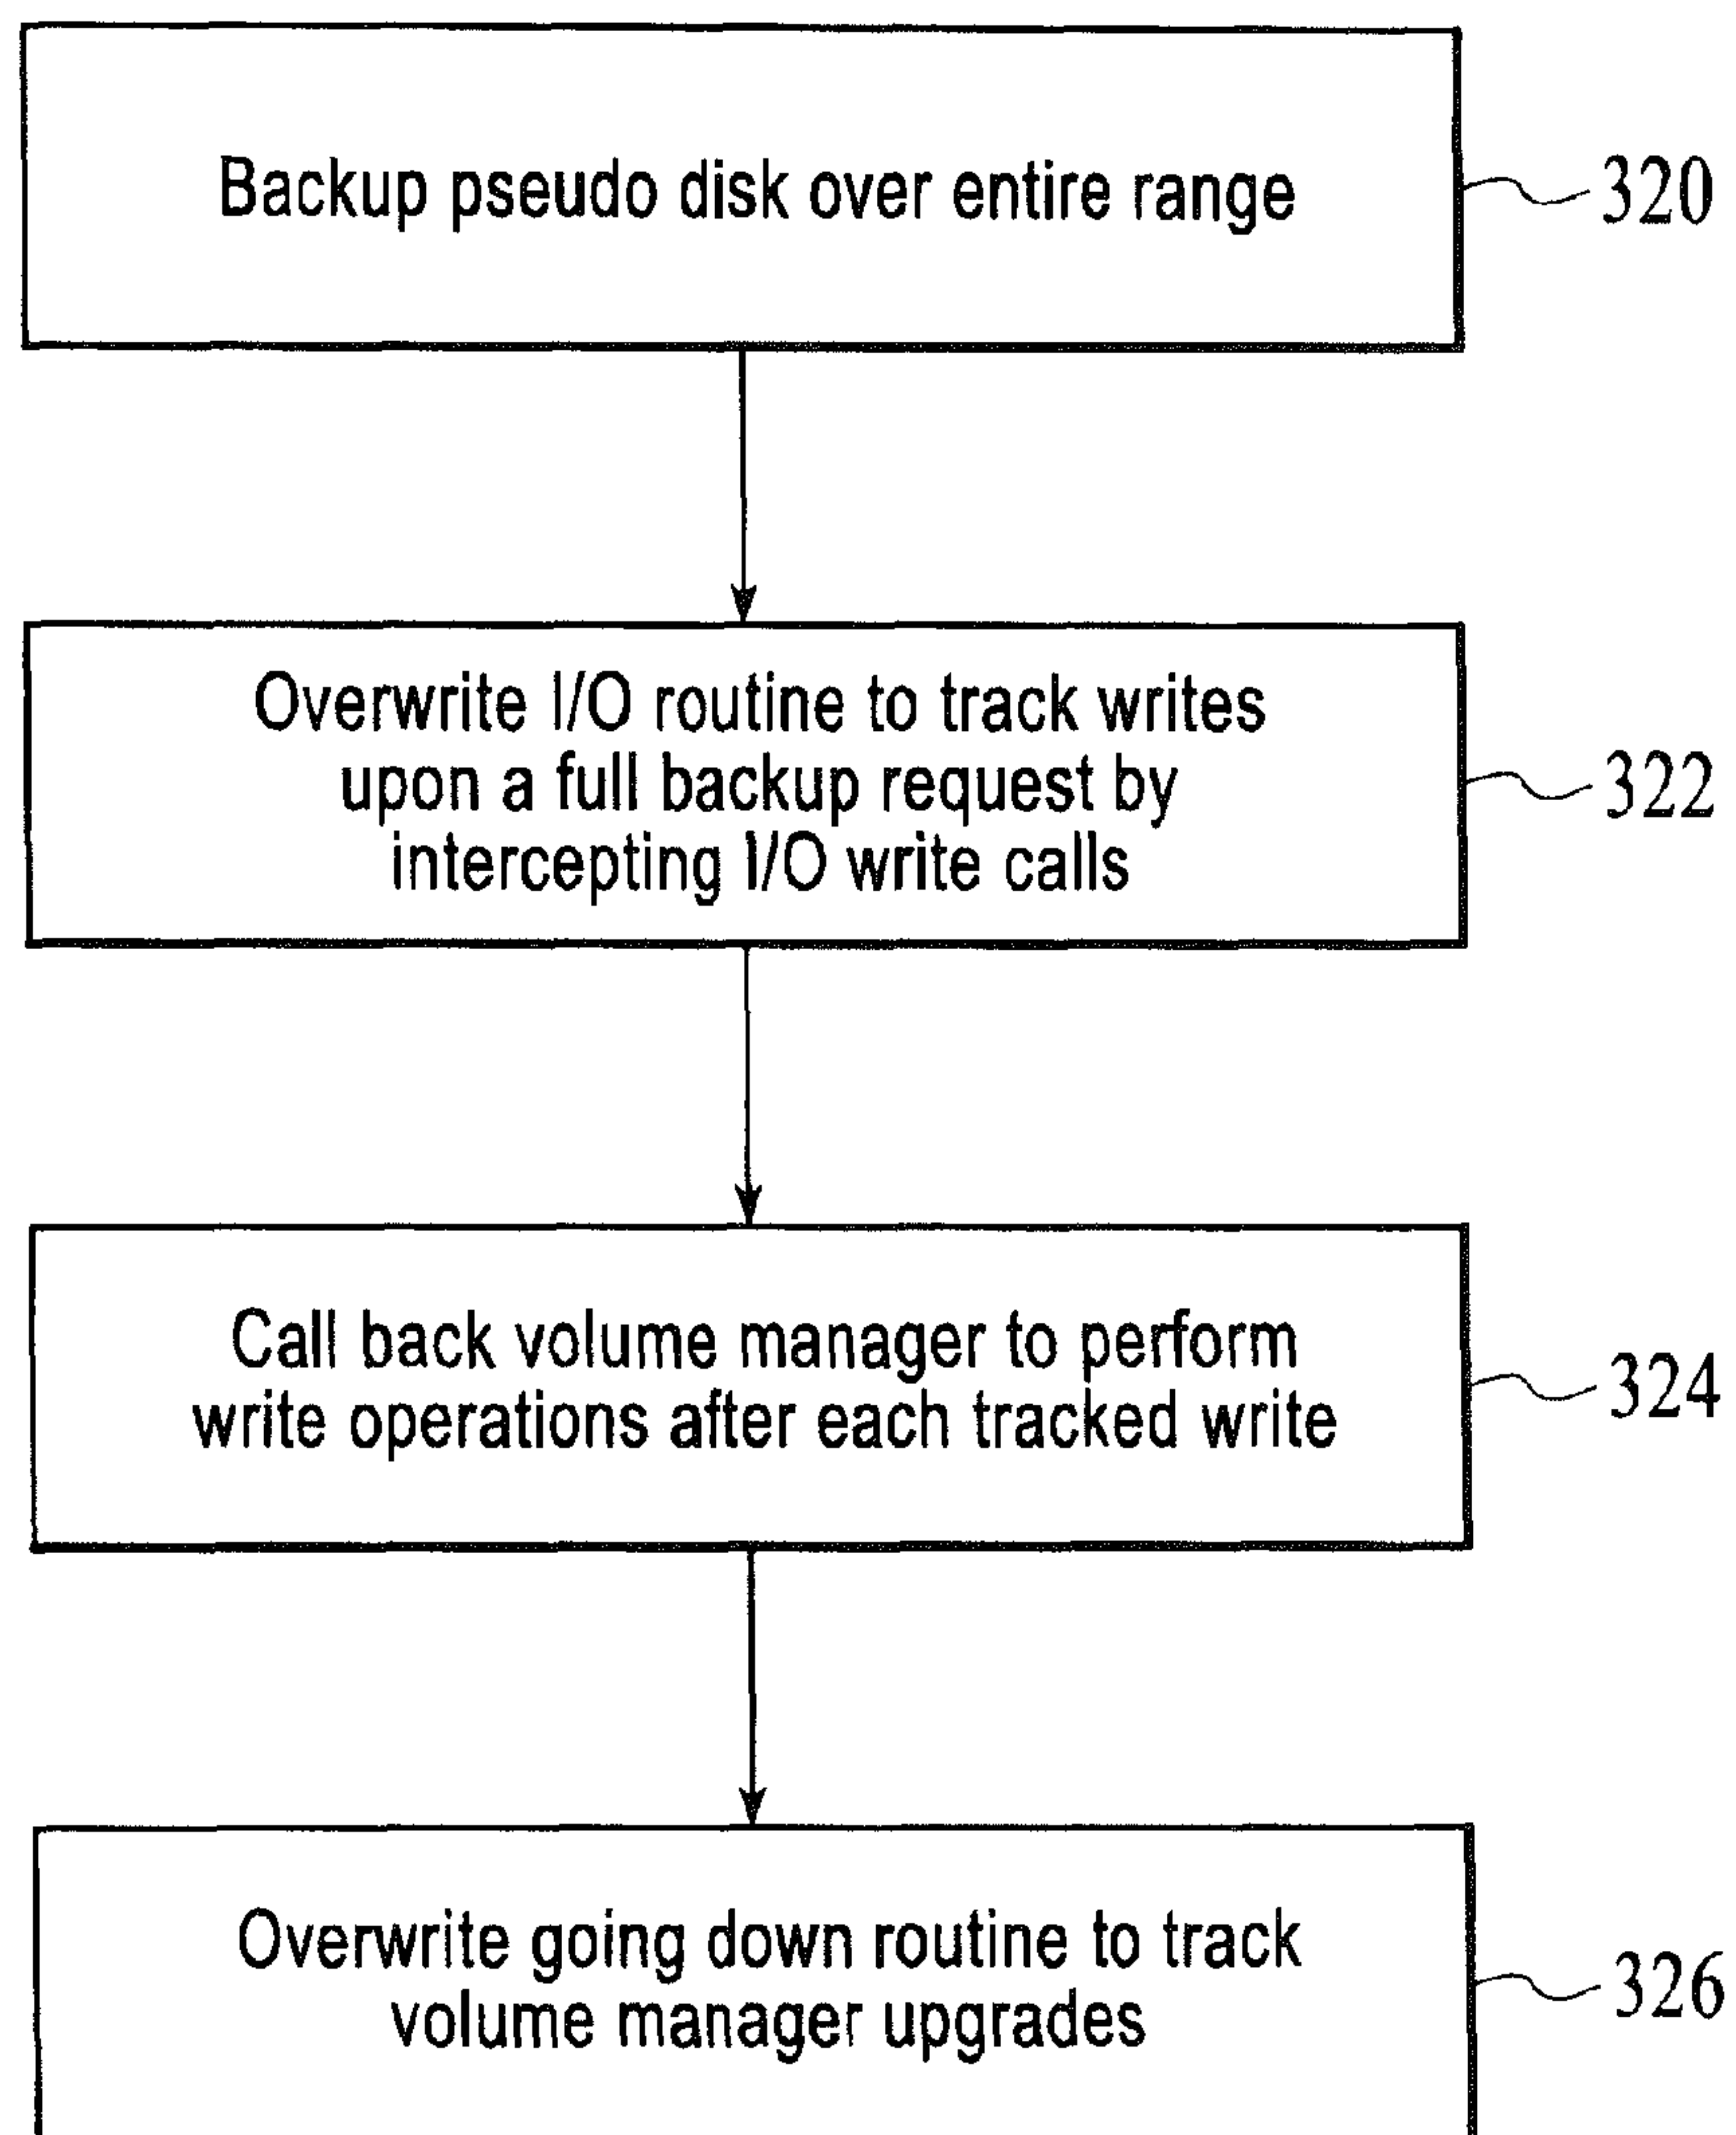 Backup pseudo disk over entire range
320
Overwrite I/O routine to track writes
upon a full backup request by
intercepting I/O write calls
322
Call back volume manager to perform
write operations after each tracked write
324
Overwrite going down routine to track
volume manager upgrades
326